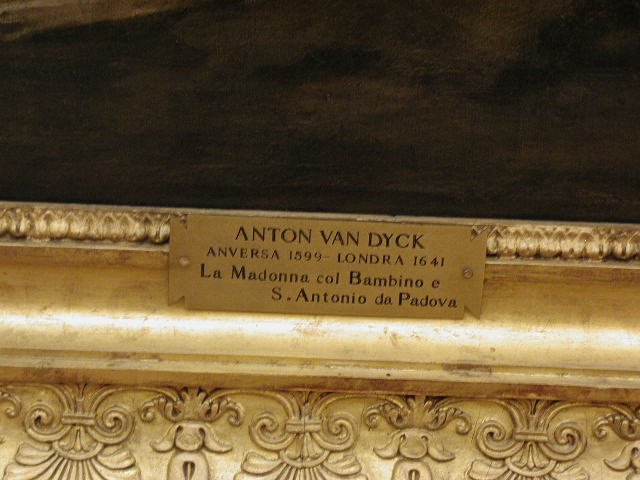 ANTON VAN DYCK
ANVERSA 1599- LONDRA 1641
La Madonna col Bambino e
S. Antonio da Padova